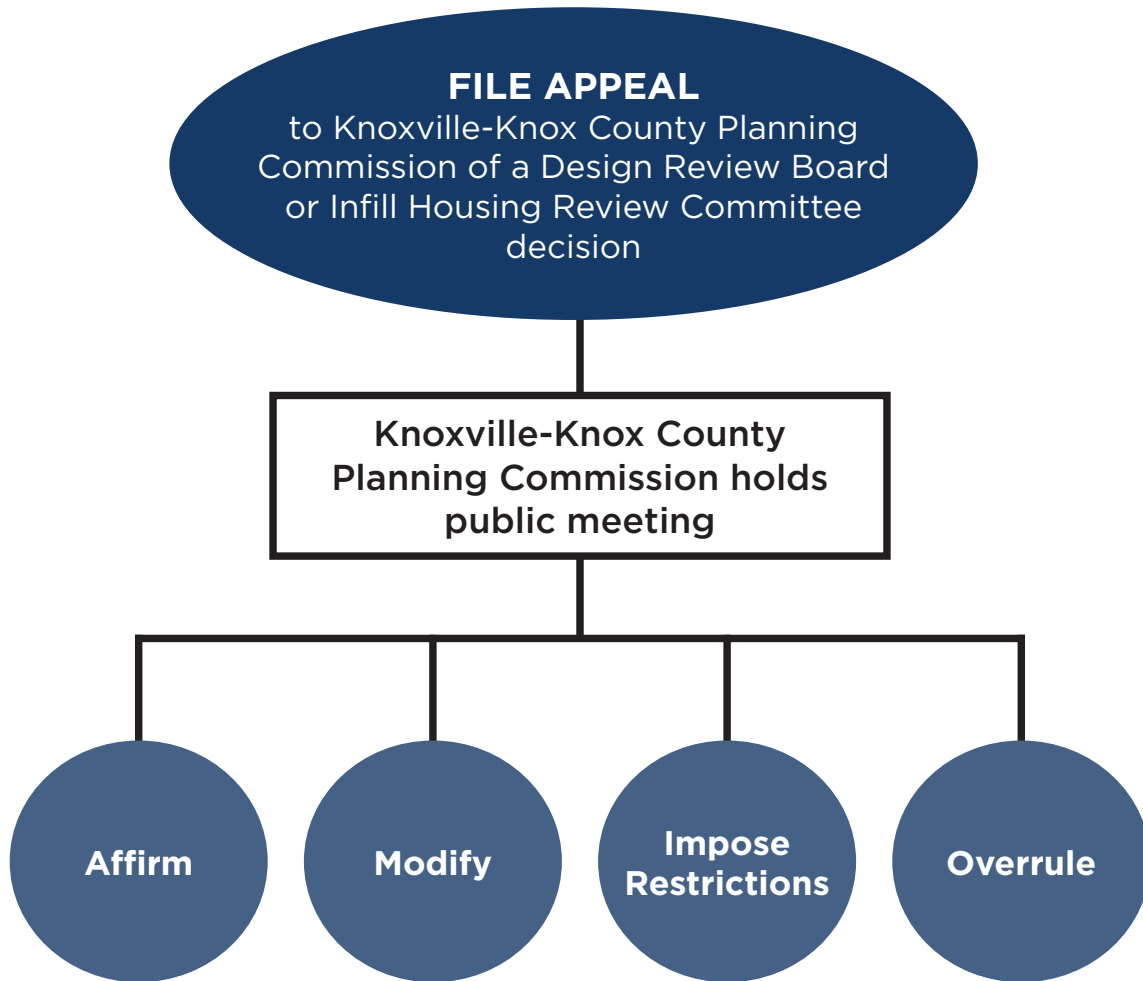 FILE APPEAL
to Knoxville-Knox County Planning
Commission of a Design Review Board
or Infill Housing Review Committee
decision
Knoxville-Knox County
Planning Commission holds
public meeting
Affirm
Modify
Impose
Restrictions
Overrule